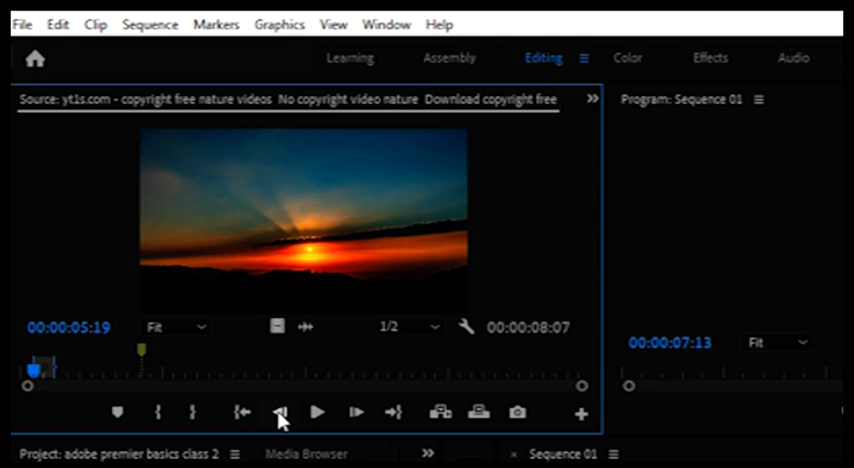 File Edit Clip Sequence Markers Graphics View Window Help
Learning Assembly Editing Color Effects Audio
Source: yt1s.com - copyright free nature videos No copyright video nature Download copyright free
Program: Sequence 01
00:00:05:19 Fit 1/2 00:00:08:07
00:00:07:13 Fit
Project: adobe premier basics class 2 Media Browser
Sequence 01